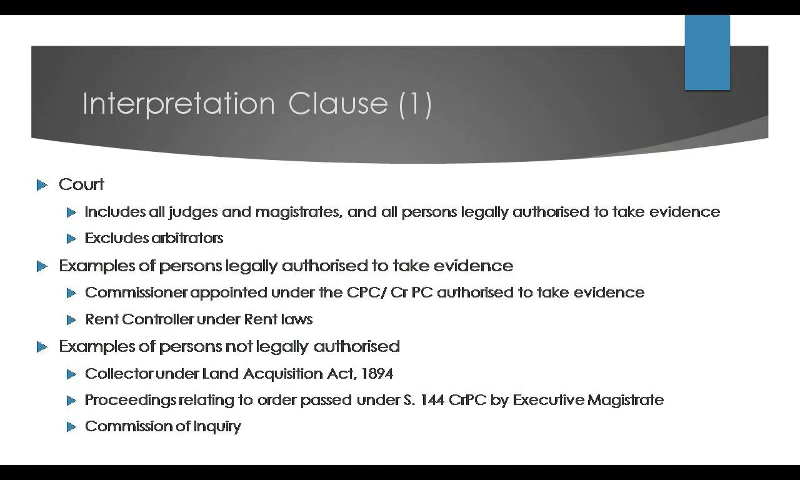 Interpretation Clause (1)
Court
Includes all judges and magistrates, and all persons legally authorised to take evidence
Excludes arbitrators
Examples of persons legally authorised to take evidence
Commissioner appointed under the CPC/ Cr PC authorised to take evidence
Rent Controller under Rent laws
Examples of persons not legally authorised
Collector under Land Acquisition Act, 1894
Proceedings relating to order passed under S. 144 CrPC by Executive Magistrate
Commission of Inquiry